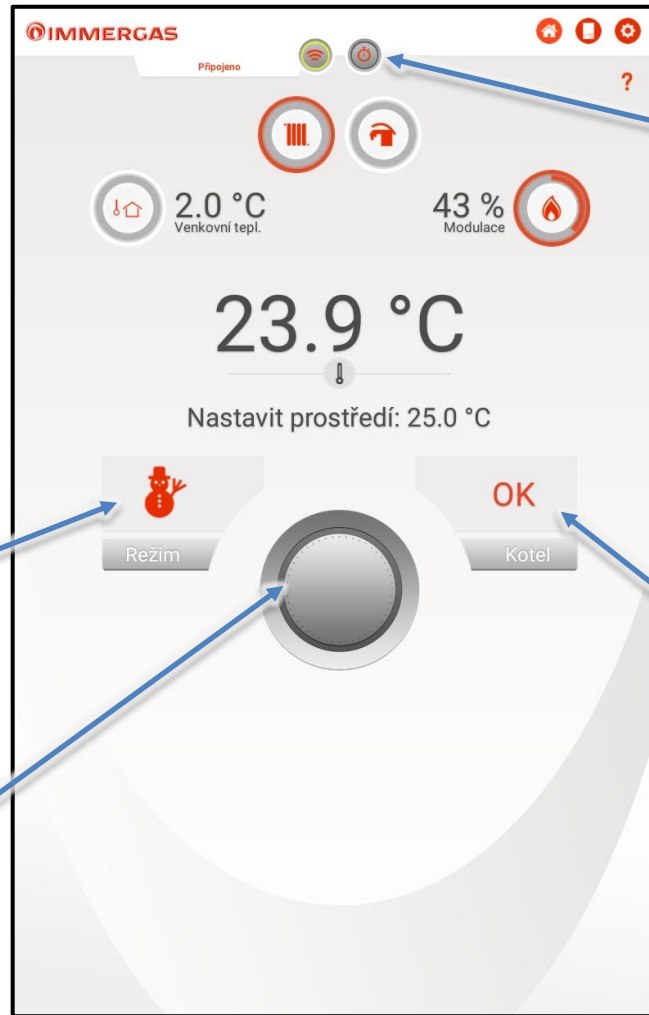 IMMERGAS
Připojeno
?
2.0 °C
Venkovní tepl.
43 %
Modulace
23.9 °C
Nastavit prostředí: 25.0 °C
OK
Režim
Kotel